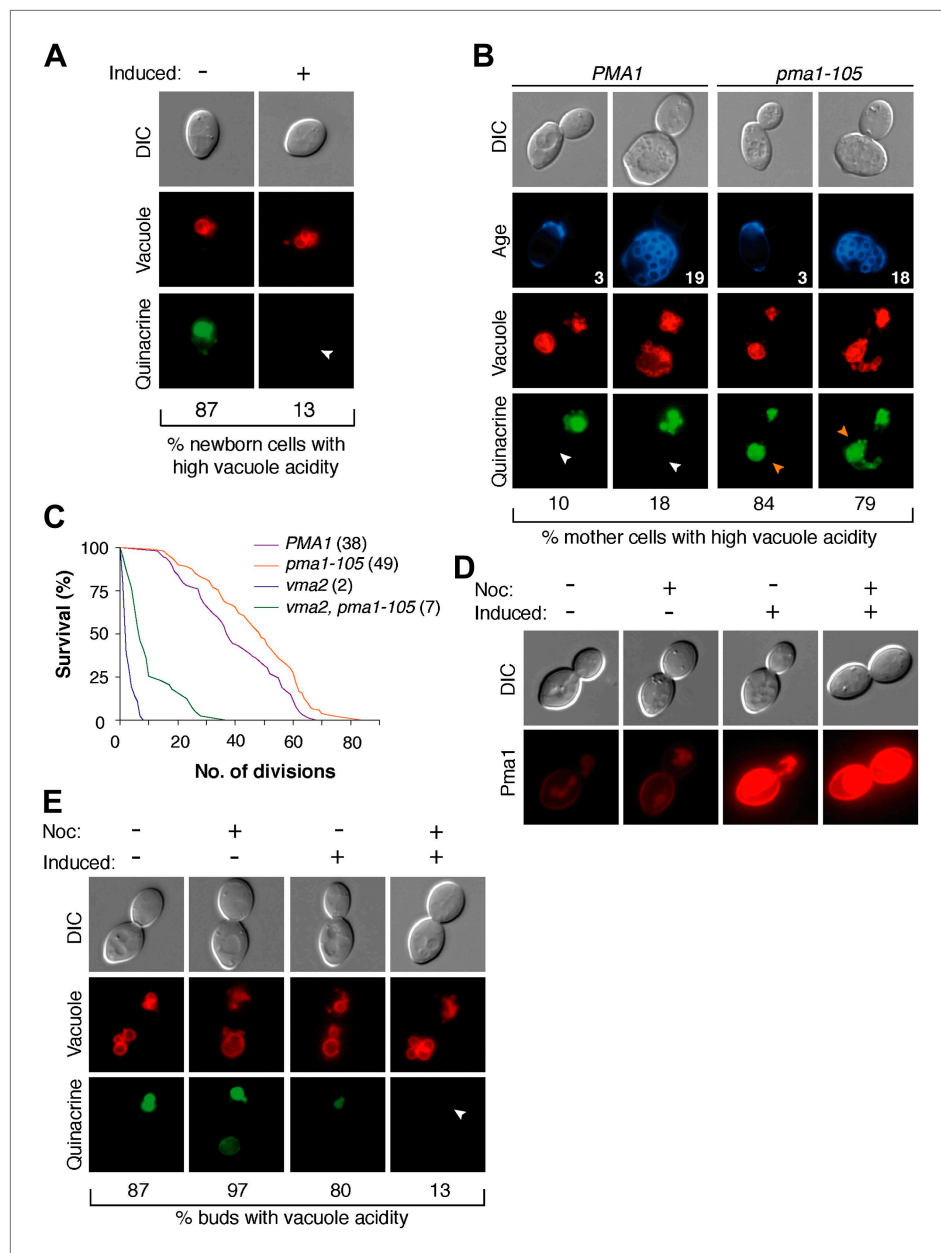 A
Induced: - +
DIC
Vacuole
Quinacrine
87 13
% newborn cells with
high vacuole acidity
B
PMA1 pma1-105
DIC
Age
3 19 3 18
Vacuole
Quinacrine
10 18 84 79
% mother cells with high vacuole acidity
C
Survival (%)
100
75
50
25
0
0 20 40 60 80
No. of divisions
PMA1 (38)
pma1-105 (49)
vma2 (2)
vma2, pma1-105 (7)
D
Noc: - + - +
Induced: - - + +
DIC
Pma1
E
Noc: - + - +
Induced: - - + +
DIC
Vacuole
Quinacrine
87 97 80 13
% buds with vacuole acidity